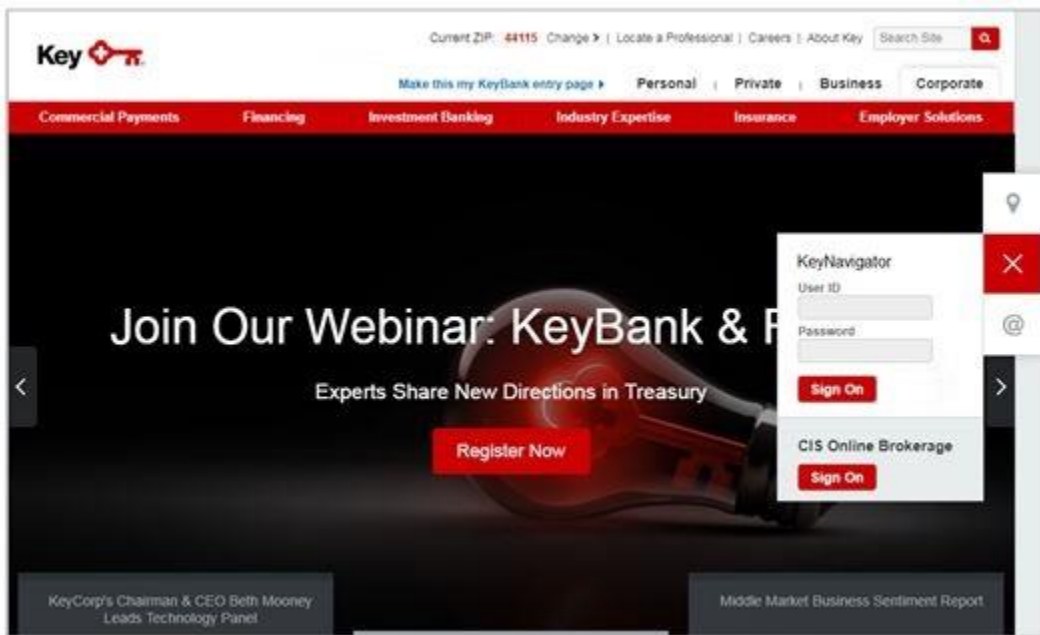 Key
Current ZIP: 44115 Change > | Locate a Professional | Careers | About Key Search Site
Make this my KeyBank entry page Personal | Private | Business Corporate
Commercial Payments Financing Investment Banking Industry Expertise Insurance Employer Solutions
KeyNavigator
User ID
Password
Sign On
CIS Online Brokerage
Sign On
@
Join Our Webinar: KeyBank &
Experts Share New Directions in Treasury
Register Now
KeyCorp's Chairman & CEO Beth Mooney
Leads Technology Panel
Middle Market Business Sentiment Report